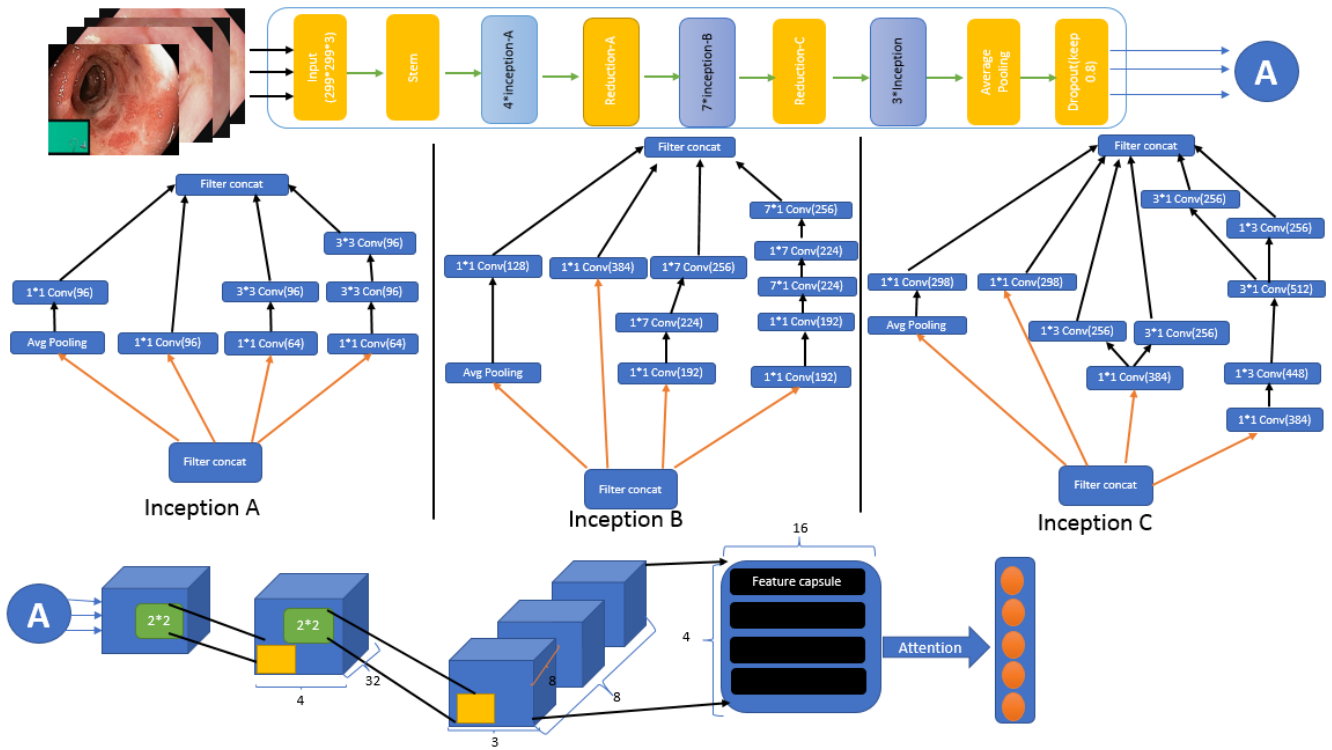 Input
(299*299*3)
Stem
4*inception-A
Reduction-A
7*inception-B
Reduction-C
3*Inception
Average
Pooling
Dropout(keep
0.8)
A
Filter concat
3*3 Conv(96)
1*1 Conv(96)
3*3 Conv(96)
3*3 Conv(96)
Avg Pooling
1*1 Conv(96)
1*1 Conv(64)
1*1 Conv(64)
Filter concat
Inception A
Filter concat
7*1 Conv(256)
1*7 Conv(224)
1*1 Conv(128)
1*1 Conv(384)
1*7 Conv(256)
7*1 Conv(224)
1*7 Conv(224)
1*1 Conv(192)
Avg Pooling
1*1 Conv(192)
1*1 Conv(192)
Filter concat
Inception B
Filter concat
3*1 Conv(256)
1*3 Conv(256)
1*1 Conv(298)
1*1 Conv(298)
3*1 Conv(512)
Avg Pooling
1*3 Conv(256)
3*1 Conv(256)
1*1 Conv(384)
1*3 Conv(448)
1*1 Conv(384)
Filter concat
Inception C
A
2*2
2*2
4
32
3
8
8
16
4
Feature capsule
Attention